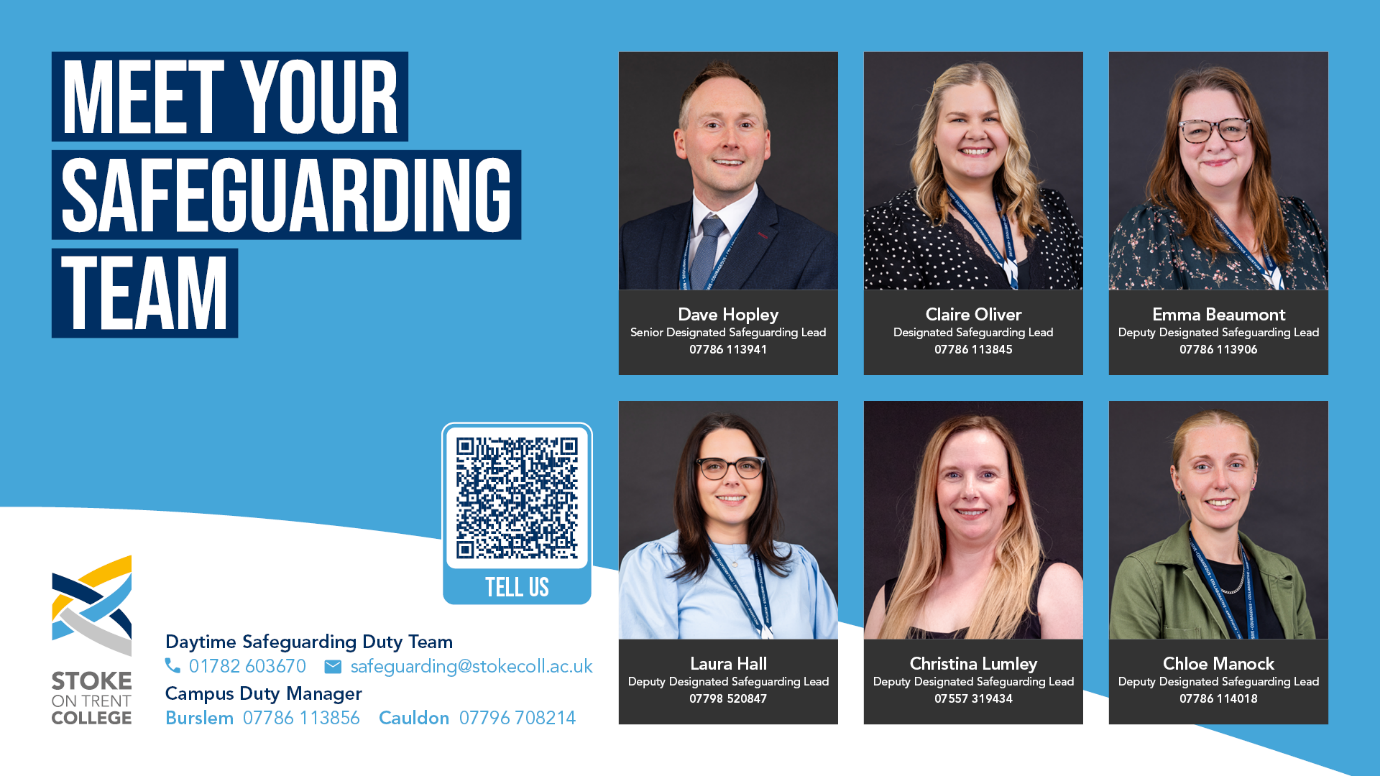 MEET YOUR
SAFEGUARDING
TEAM
Dave Hopley
Senior Designated Safeguarding Lead
07786 113941
Claire Oliver
Designated Safeguarding Lead
07786 113845
Emma Beaumont
Deputy Designated Safeguarding Lead
07786 113906
Laura Hall
Deputy Designated Safeguarding Lead
07798 520847
Christina Lumley
Deputy Designated Safeguarding Lead
07557 319434
Chloe Manock
Deputy Designated Safeguarding Lead
07786 114018
TELL US
STOKE
ON TRENT
COLLEGE
Daytime Safeguarding Duty Team
01782 603670 safeguarding@stokecoll.ac.uk
Campus Duty Manager
Burslem 07786 113856 Cauldon 07796 708214